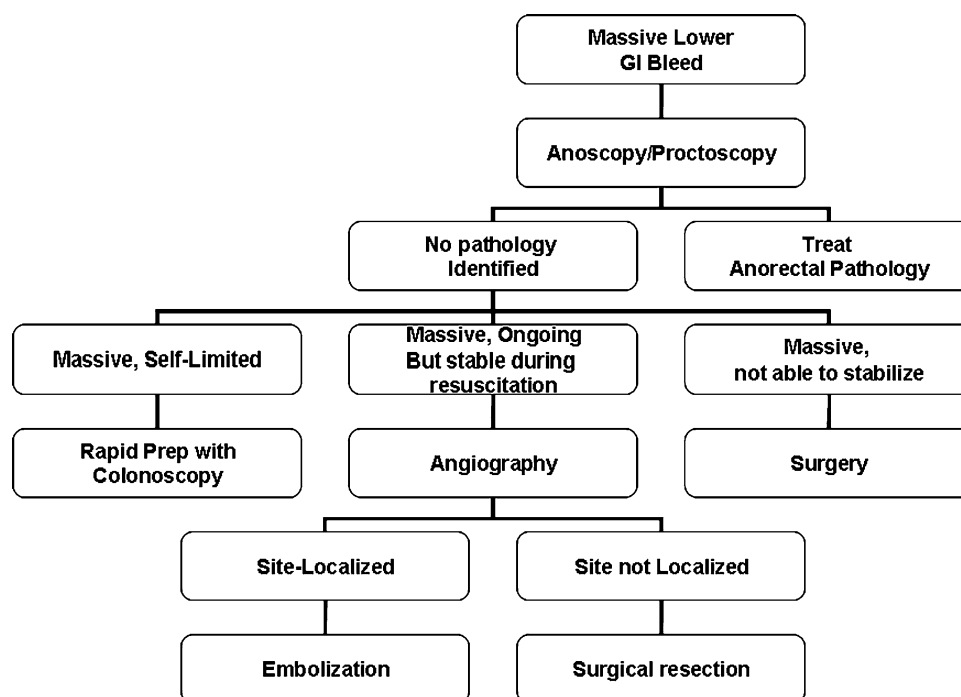 Massive Lower
GI Bleed
Anoscopy/Proctoscopy
No pathology
Identified
Treat
Anorectal Pathology
Massive, Self-Limited
Massive, Ongoing
But stable during
resuscitation
Massive,
not able to stabilize
Rapid Prep with
Colonoscopy
Angiography
Surgery
Site-Localized
Site not Localized
Embolization
Surgical resection